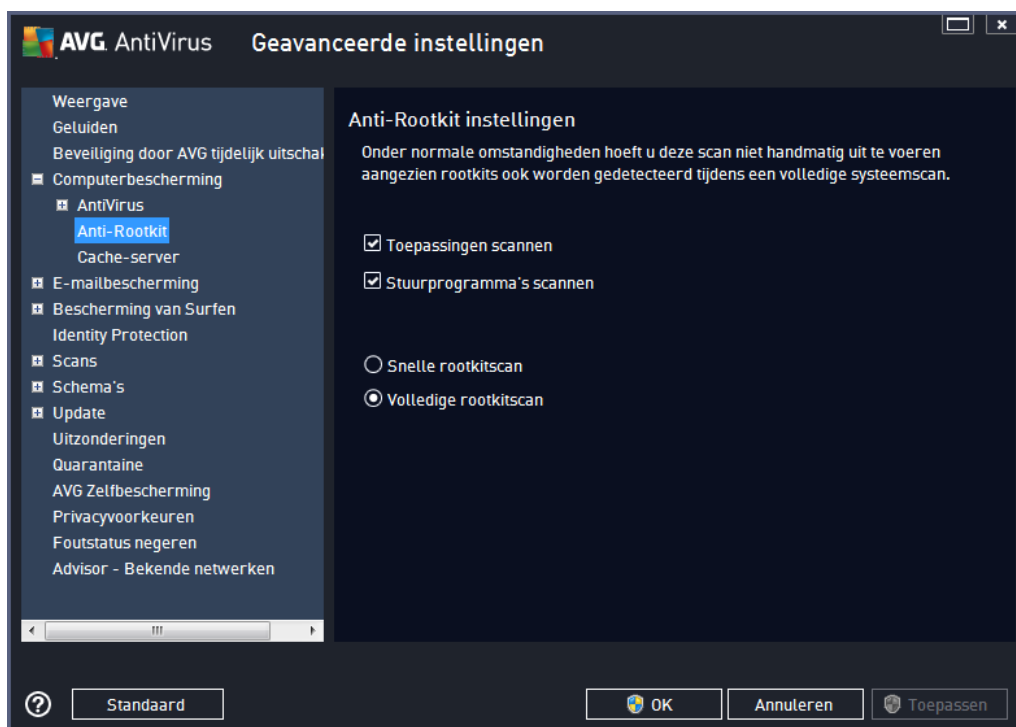 AVG. AntiVirus Geavanceerde instellingen
Weergave
Geluiden
Beveiliging door AVG tijdelijk uitschal
Computerbescherming
AntiVirus
Anti-Rootkit
Cache-server
E-mailbescherming
Bescherming van Surfen
Identity Protection
Scans
Schema's
Update
Uitzonderingen
Quarantaine
AVG Zelfbescherming
Privacyvoorkeuren
Foutstatus negeren
Advisor - Bekende netwerken
Anti-Rootkit instellingen
Onder normale omstandigheden hoeft u deze scan niet handmatig uit te voeren
aangezien rootkits ook worden gedetecteerd tijdens een volledige systeemscan.
Toepassingen scannen
Stuurprogramma's scannen
Snelle rootkitscan
Volledige rootkitscan
Standaard
OK
Annuleren
Toepassen